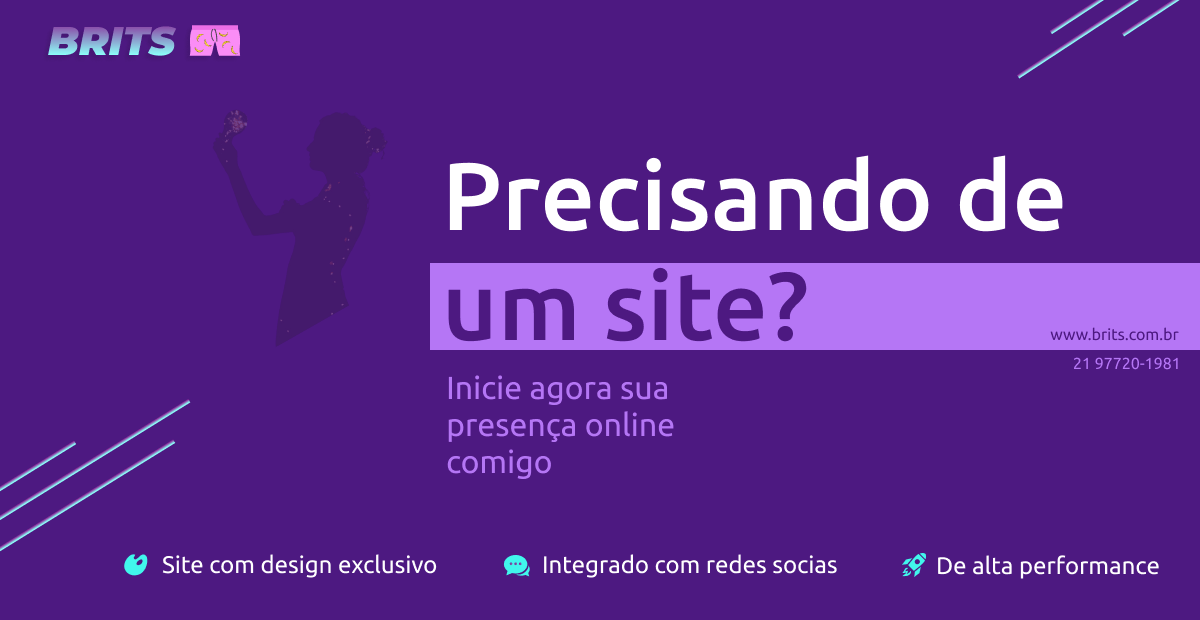 BRITS
Precisando de
um site?
www.brits.com.br
21 97720-1981
Inicie agora sua
presença online
comigo
Site com design exclusivo
Integrado com redes socias
De alta performance